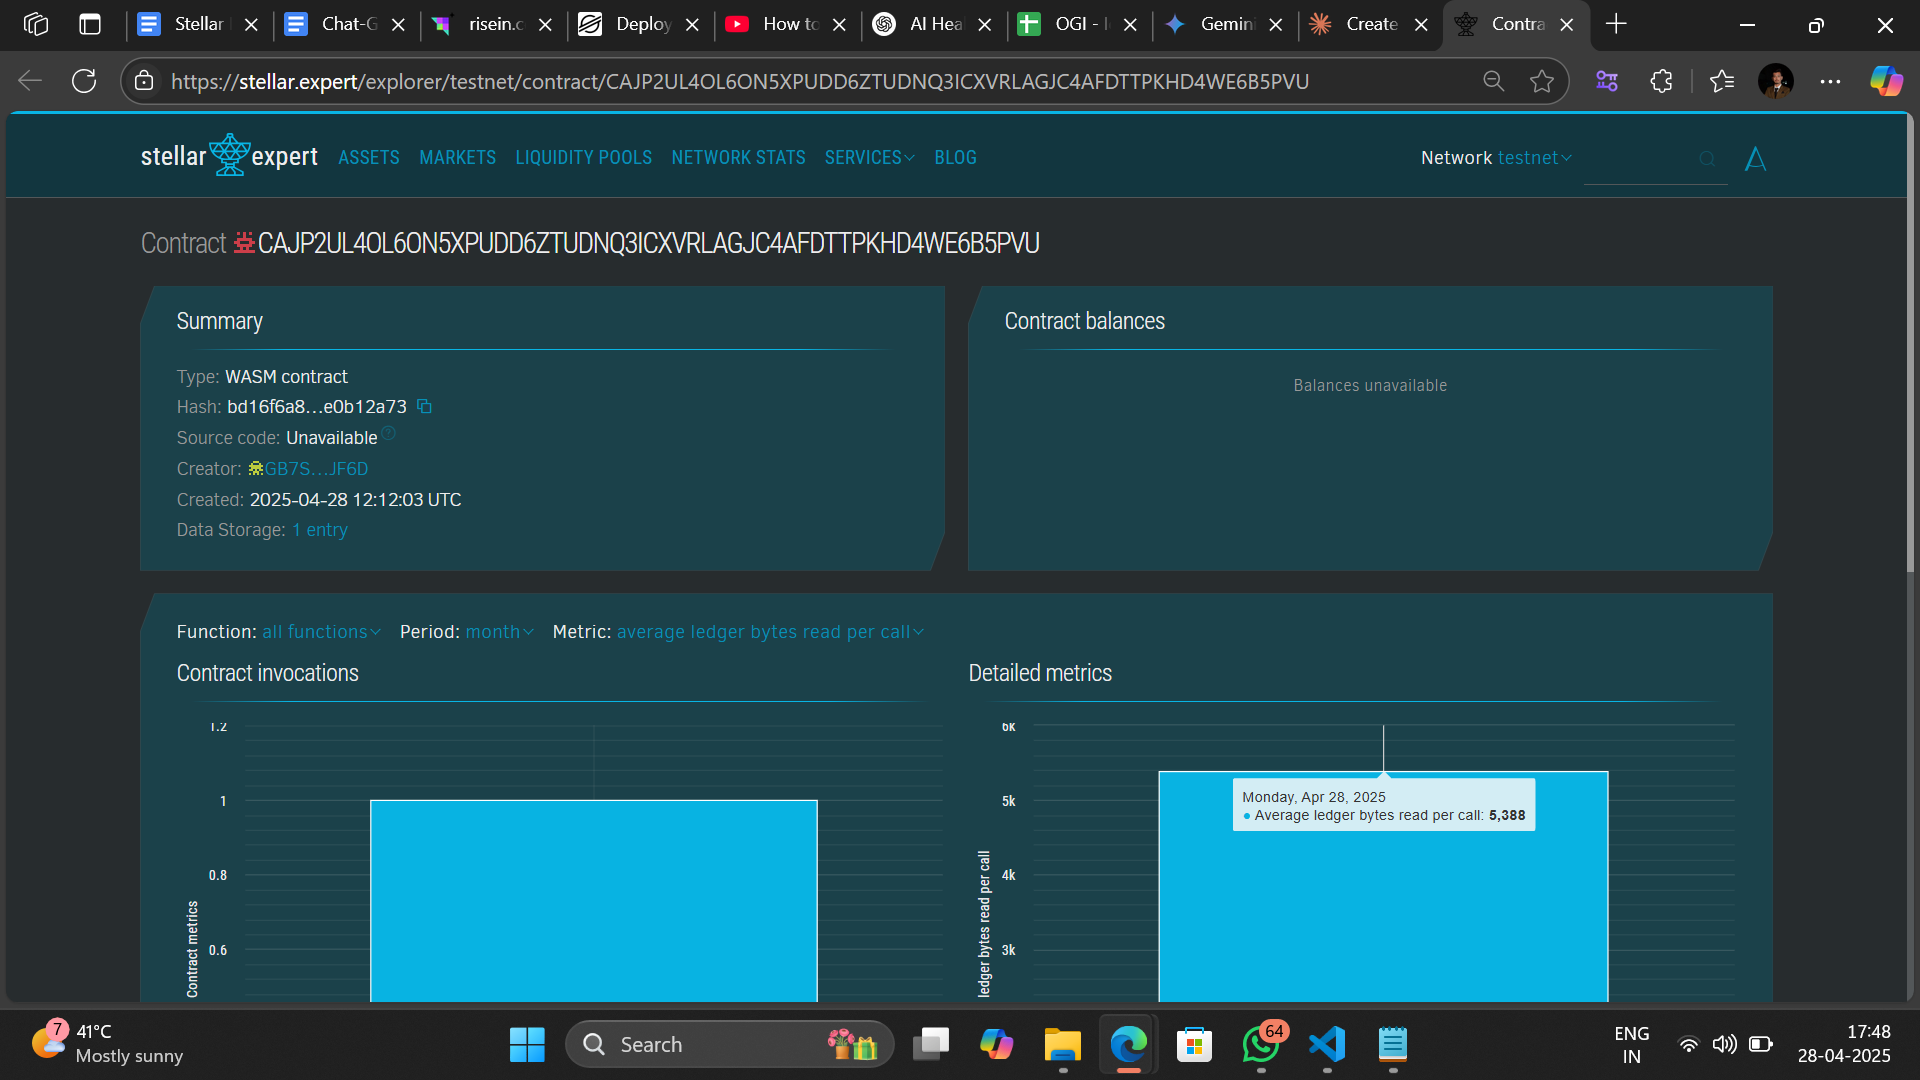 Stellar
Chat-G
risein.c
Deploy
How to
AI Hea
OGI - I
Gemini
Create
Contra
https://stellar.expert/explorer/testnet/contract/CAJP2UL4OL6ON5XPUDD6ZTUDNQ3ICXVRLAGJC4AFDTTPKHD4WE6B5PVU
stellar expert ASSETS MARKETS LIQUIDITY POOLS NETWORK STATS SERVICES BLOG Network testnet
Contract CAJP2UL4OL6ON5XPUDD6ZTUDNQ3ICXVRLAGJC4AFDTTPKHD4WE6B5PVU
Summary
Type: WASM contract
Hash: bd16f6a8...e0b12a73
Source code: Unavailable
Creator: GB7S...JF6D
Created: 2025-04-28 12:12:03 UTC
Data Storage: 1 entry
Contract balances
Balances unavailable
Function: all functions Period: month Metric: average ledger bytes read per call
Contract invocations
1.2
1
0.8
0.6
Contract metrics
Detailed metrics
6k
5k
4k
3k
ledger bytes read per call
Monday, Apr 28, 2025
Average ledger bytes read per call: 5,388
7
41°C
Mostly sunny
Search
64
ENG
IN
17:48
28-04-2025